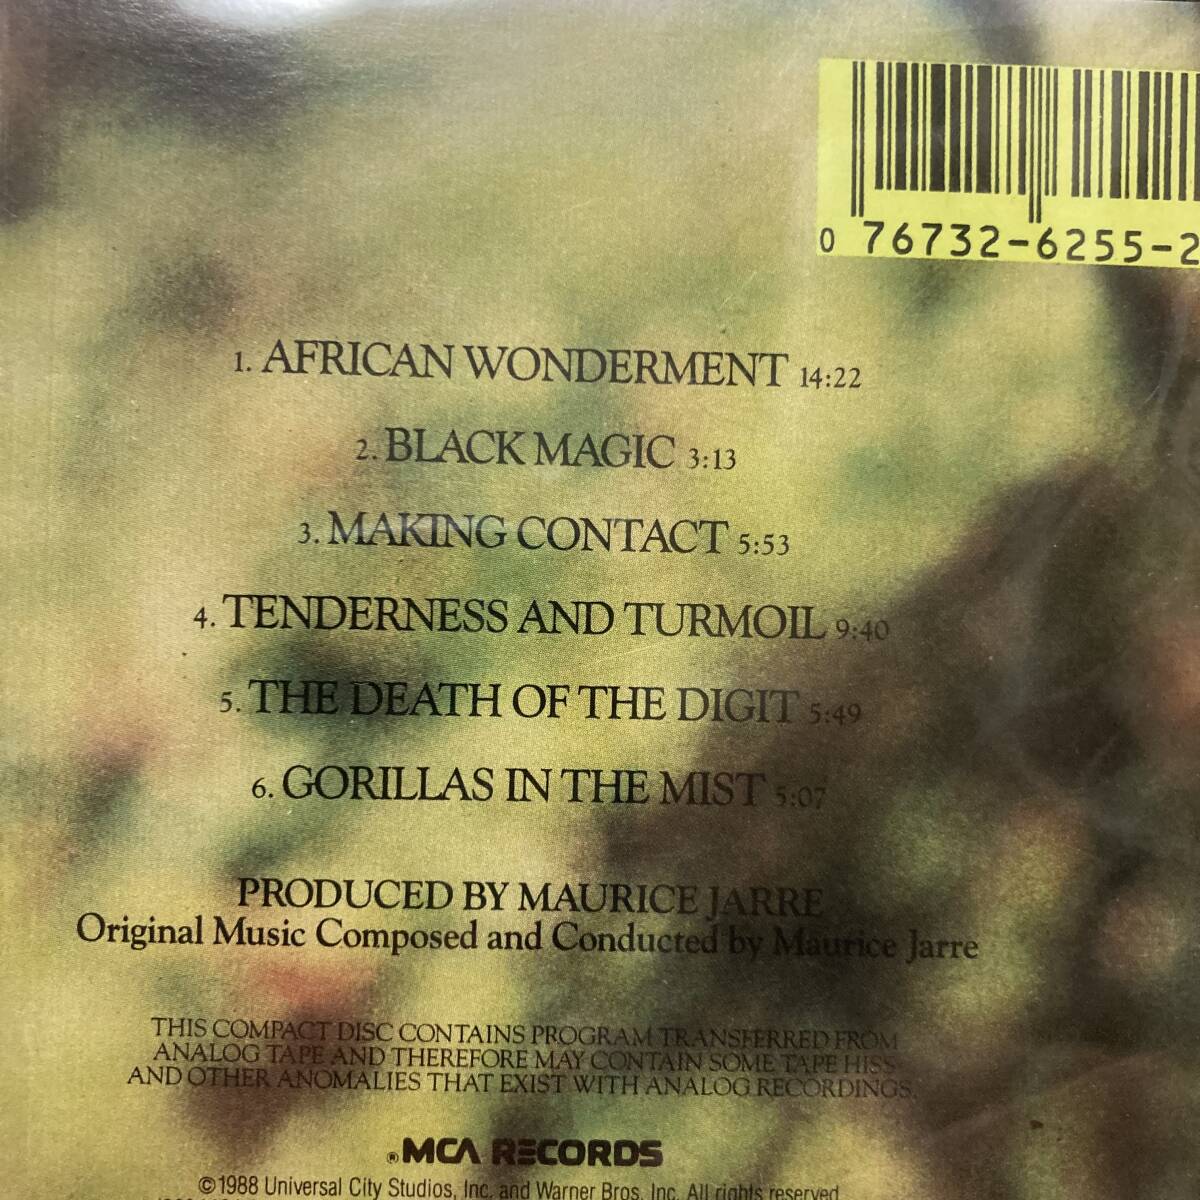 0 76732-6255-2
1. AFRICAN WONDERMENT 14:22
2. BLACK MAGIC 3:13
3. MAKING CONTACT 5:53
4. TENDERNESS AND TURMOIL 9:40
5. THE DEATH OF THE DIGIT 5:49
6. GORILLAS IN THE MIST 5:07
PRODUCED BY MAURICE JARRE
Original Music Composed and Conducted by Maurice Jarre
THIS COMPACT DISC CONTAINS PROGRAM TRANSFERRED FROM
ANALOG TAPE AND THEREFORE MAY CONTAIN SOME TAPE HISS
AND OTHER ANOMALIES THAT EXIST WITH ANALOG RECORDINGS.
® MCA RECORDS
©1988 Universal City Studios, Inc. and Warner Bros. Inc. All rights reserved